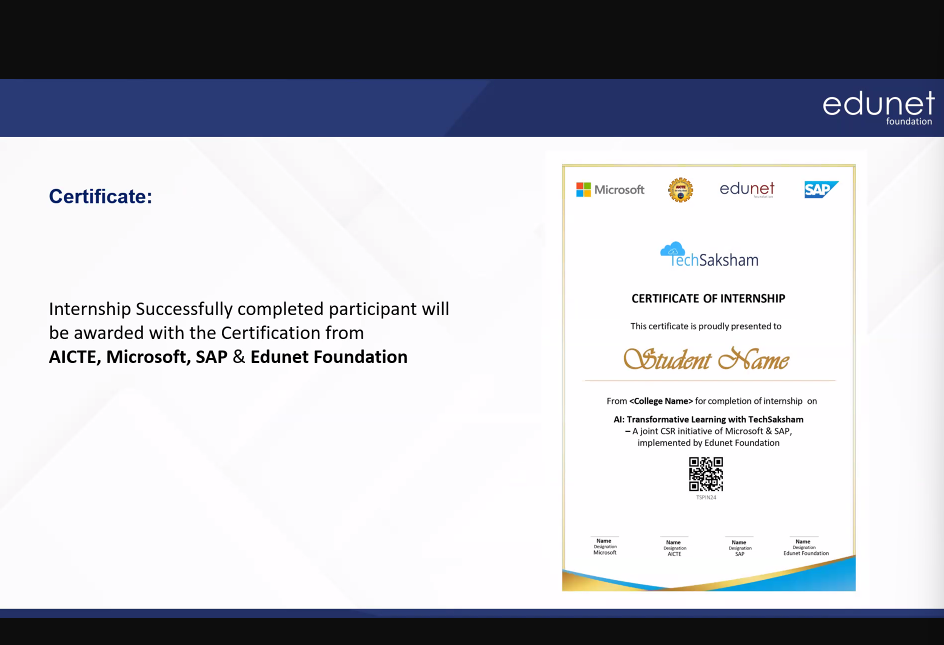 edunet
foundation
Certificate:
Internship Successfully completed participant will
be awarded with the Certification from
AICTE, Microsoft, SAP & Edunet Foundation
Microsoft
edunet
SAP
TechSaksham
CERTIFICATE OF INTERNSHIP
This certificate is proudly presented to
Student Name
From <College Name> for completion of internship on
AI: Transformative Learning with TechSaksham
– A joint CSR initiative of Microsoft & SAP,
implemented by Edunet Foundation
TSPIN24
Name
Designation
Microsoft
Name
Designation
AICTE
Name
Designation
SAP
Name
Designation
Edunet Foundation